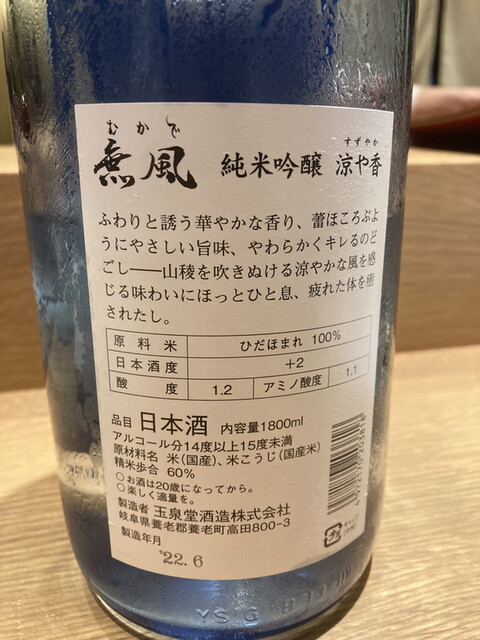 むかで
無風
純米吟醸 涼や香
すずやか
ふわりと誘う華やかな香り、蕾ほころぶよ
うにやさしい旨味、やわらかくキレるのど
ごし──山稜を吹きぬける涼やかな風を感
じる味わいにほっとひと息、疲れた体を癒
されたし。
原料米 ひだほまれ 100%
日本酒度 +2
酸度 1.2 アミノ酸度 1.1
品目 日本酒 内容量1800ml
アルコール分14度以上15度未満
原材料名 米(国産)、米こうじ(国産米)
精米歩合 60%
○お酒は20歳になってから。
○楽しく適量を。
製造者 玉泉堂酒造株式会社
岐阜県養老郡養老町高田800-3
製造年月
'22.6